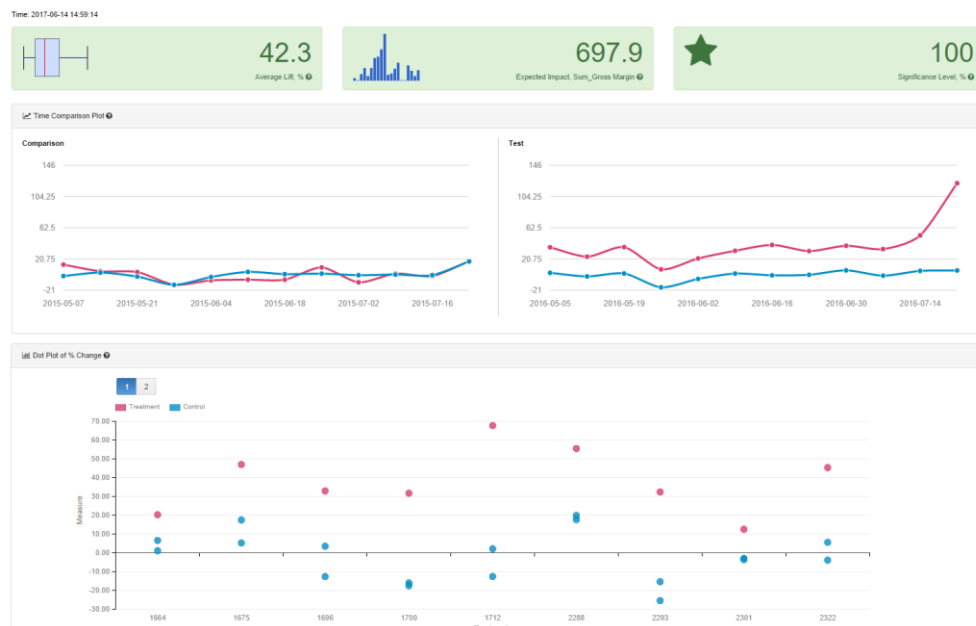 Time: 2017-06-14 14:59:14
42.3
Average Lift, %
697.9
Expected Impact, Sum_Gross Margin
100
Significance Level, %
Time Comparison Plot
Comparison
146
104.25
62.5
20.75
-21
2015-05-07 2015-05-21 2015-06-04 2015-06-18 2015-07-02 2015-07-16
Test
146
104.25
62.5
20.75
-21
2016-05-05 2016-05-19 2016-06-02 2016-06-16 2016-06-30 2016-07-14
Dot Plot of % Change
1 2
Treatment Control
Measure
70.00
60.00
50.00
40.00
30.00
20.00
10.00
0.00
-10.00
-20.00
-30.00
1664 1675 1696 1700 1712 2288 2293 2301 2322